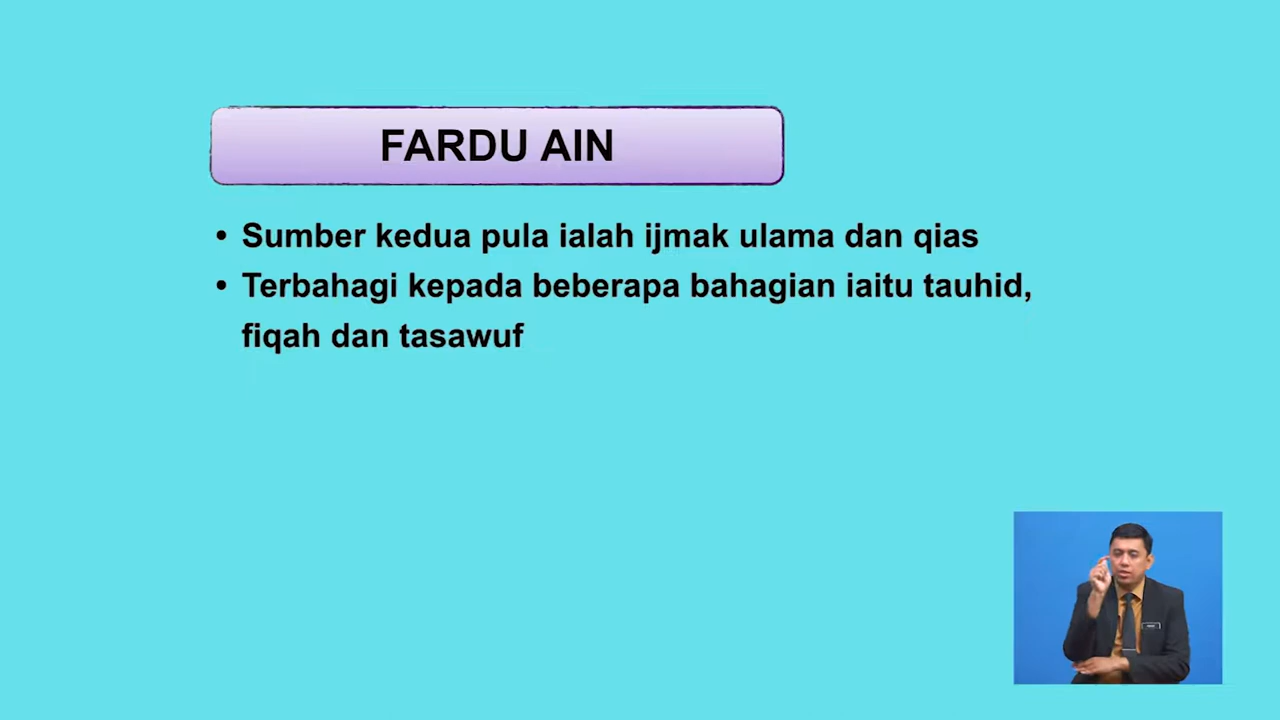 FARDU AIN
• Sumber kedua pula ialah ijmak ulama dan qias
• Terbahagi kepada beberapa bahagian iaitu tauhid,
fiqah dan tasawuf